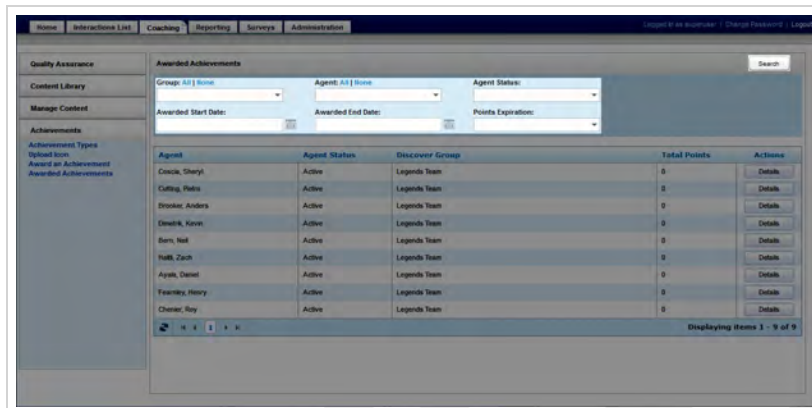 Home Interactions List Coaching Reporting Surveys Administration
Logged in as superuser | Change Password | Logout
Quality Assurance
Content Library
Manage Content
Achievements
Achievement Types
Upload Icon
Award an Achievement
Awarded Achievements
Awarded Achievements
Search
Group: All | None Agent: All | None Agent Status:
Awarded Start Date: Awarded End Date: Points Expiration:
Agent Agent Status Discover Group Total Points Actions
Coscia, Sheryl Active Legends Team 0 Details
Cutling, Pietro Active Legends Team 0 Details
Bronker, Anders Active Legends Team 0 Details
Kevin Active Legends Team 0 Details
Born, Neil Active Legends Team 0 Details
Zach Active Legends Team 0 Details
Ayala, Daniel Active Legends Team 0 Details
Fearnley, Henry Active Legends Team 0 Details
Chenier, Roy Active Legends Team 0 Details
1 Displaying items 1 - 9 of 9